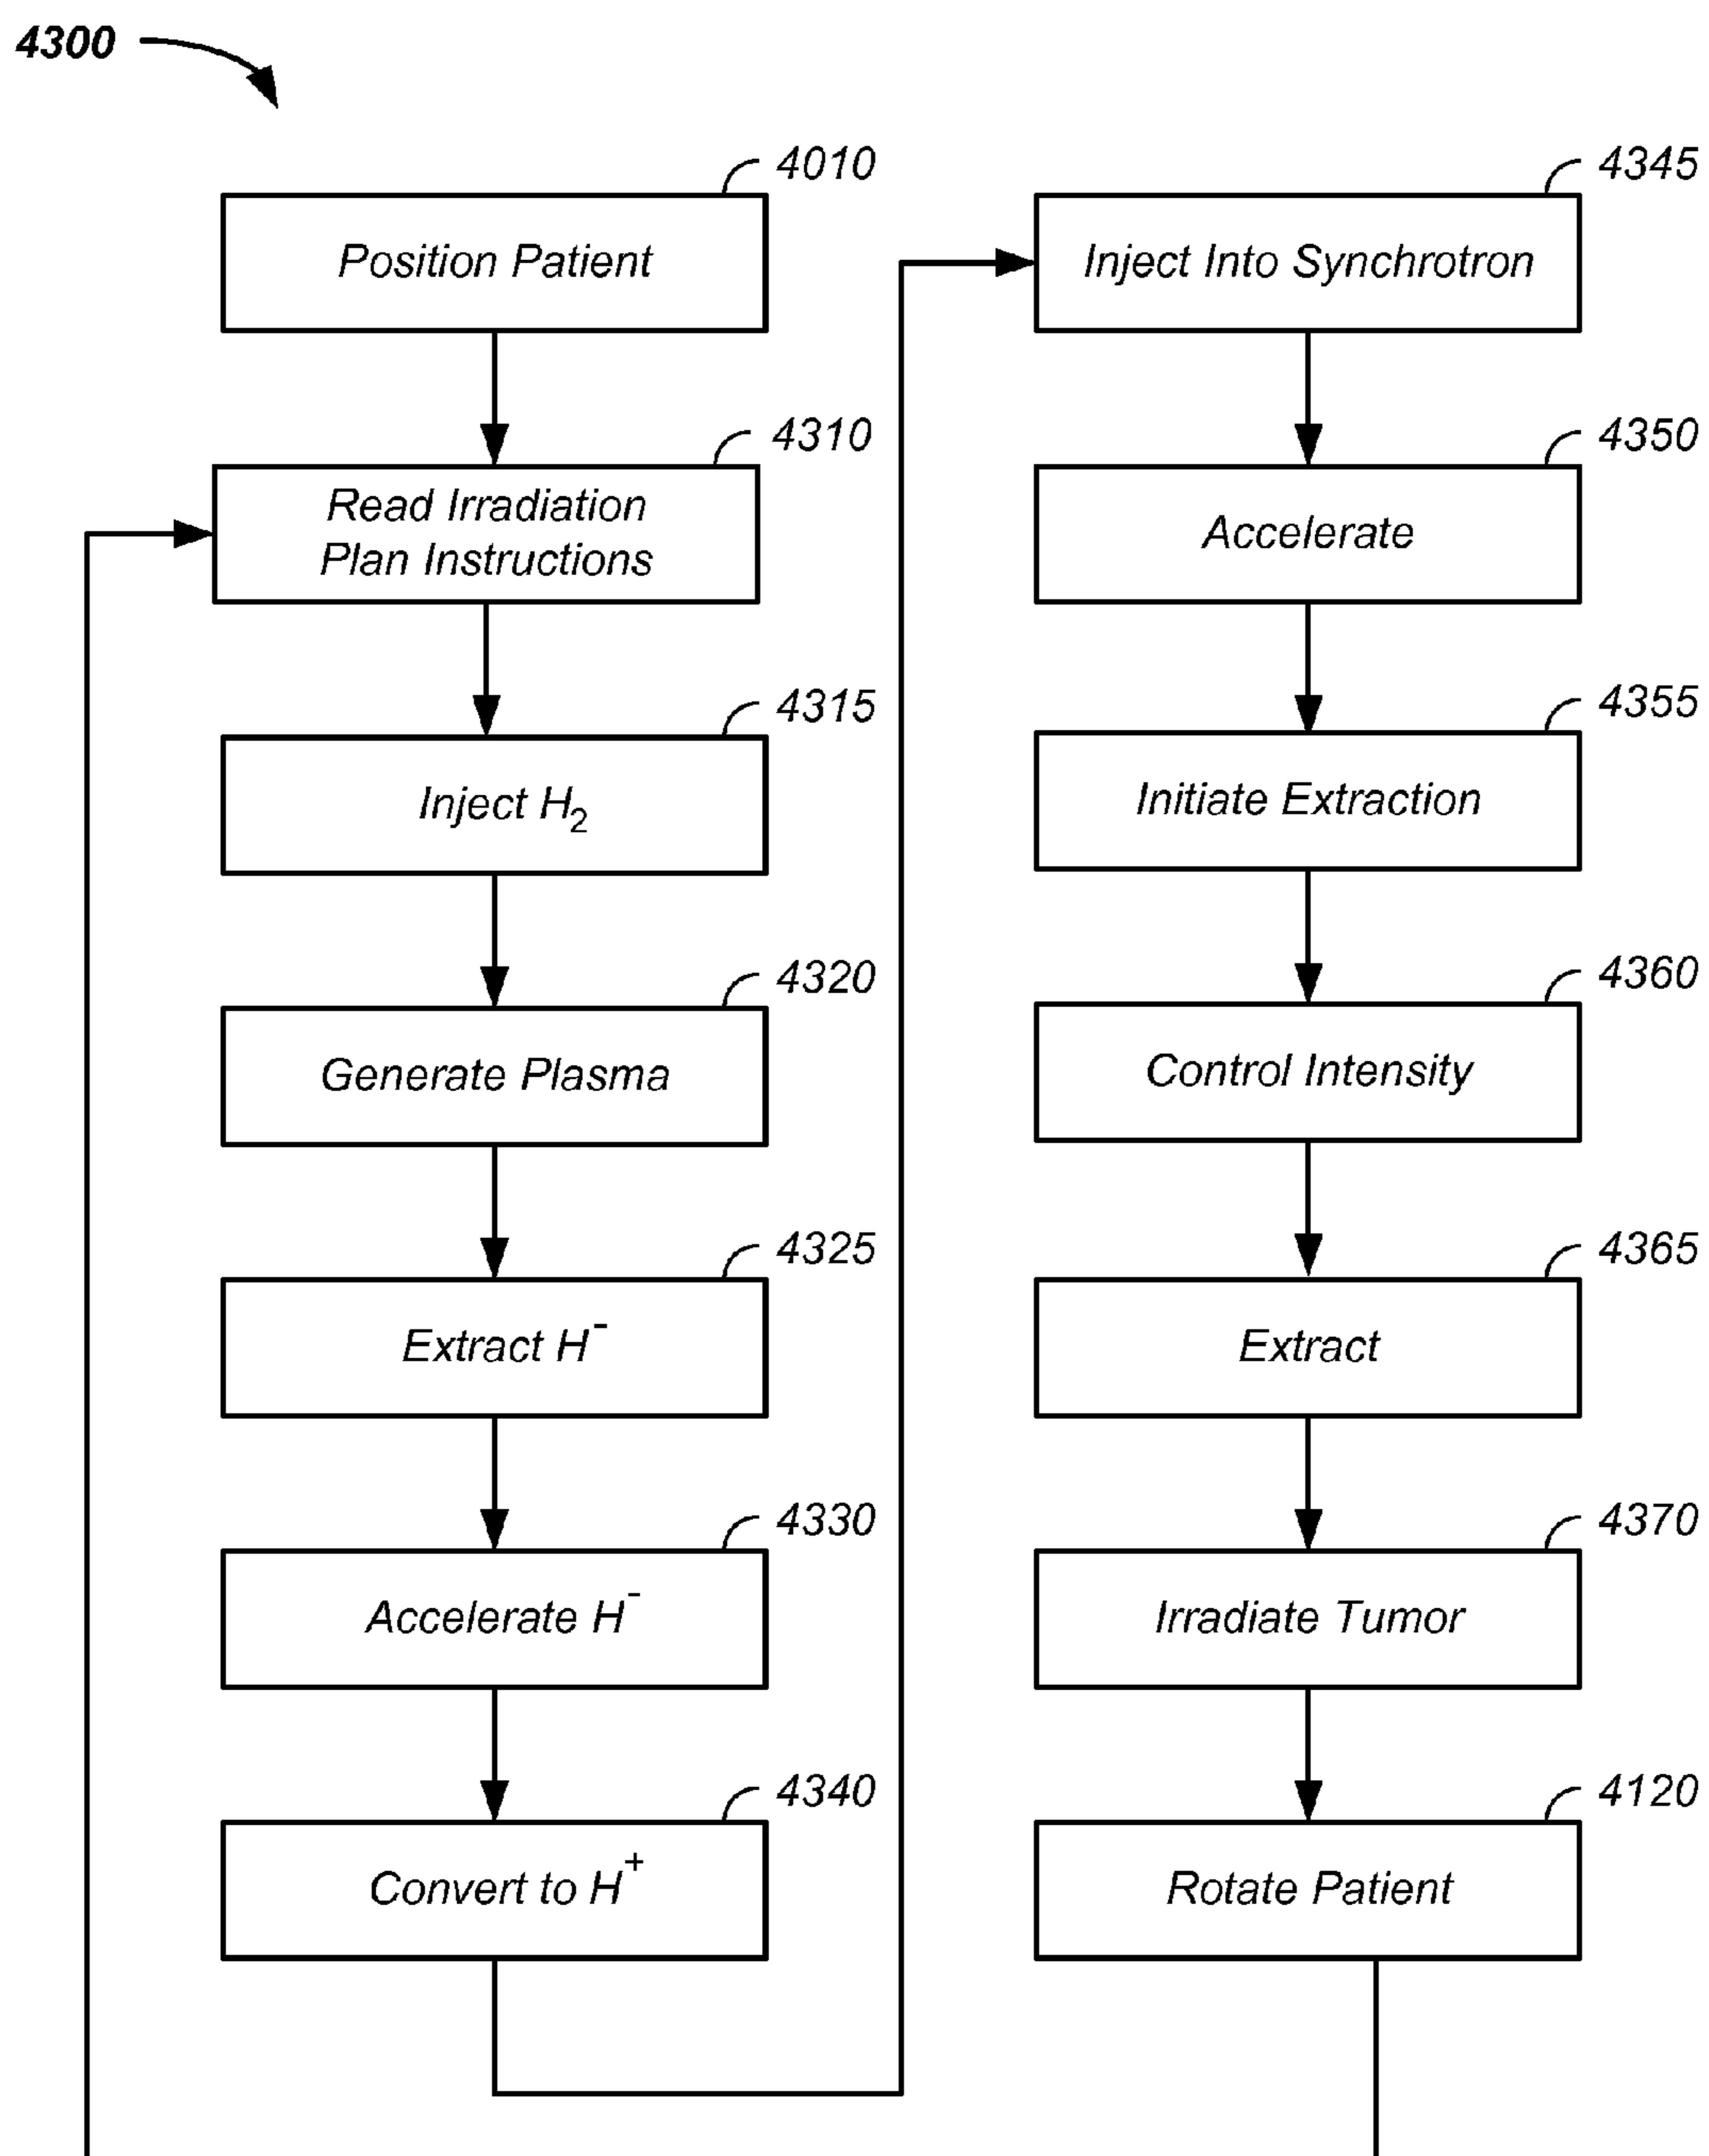 4300
4010
Position Patient
4310
Read Irradiation
Plan Instructions
4315
Inject H₂
4320
Generate Plasma
4325
Extract H⁻
4330
Accelerate H⁻
4340
Convert to H⁺
4345
Inject Into Synchrotron
4350
Accelerate
4355
Initiate Extraction
4360
Control Intensity
4365
Extract
4370
Irradiate Tumor
4120
Rotate Patient